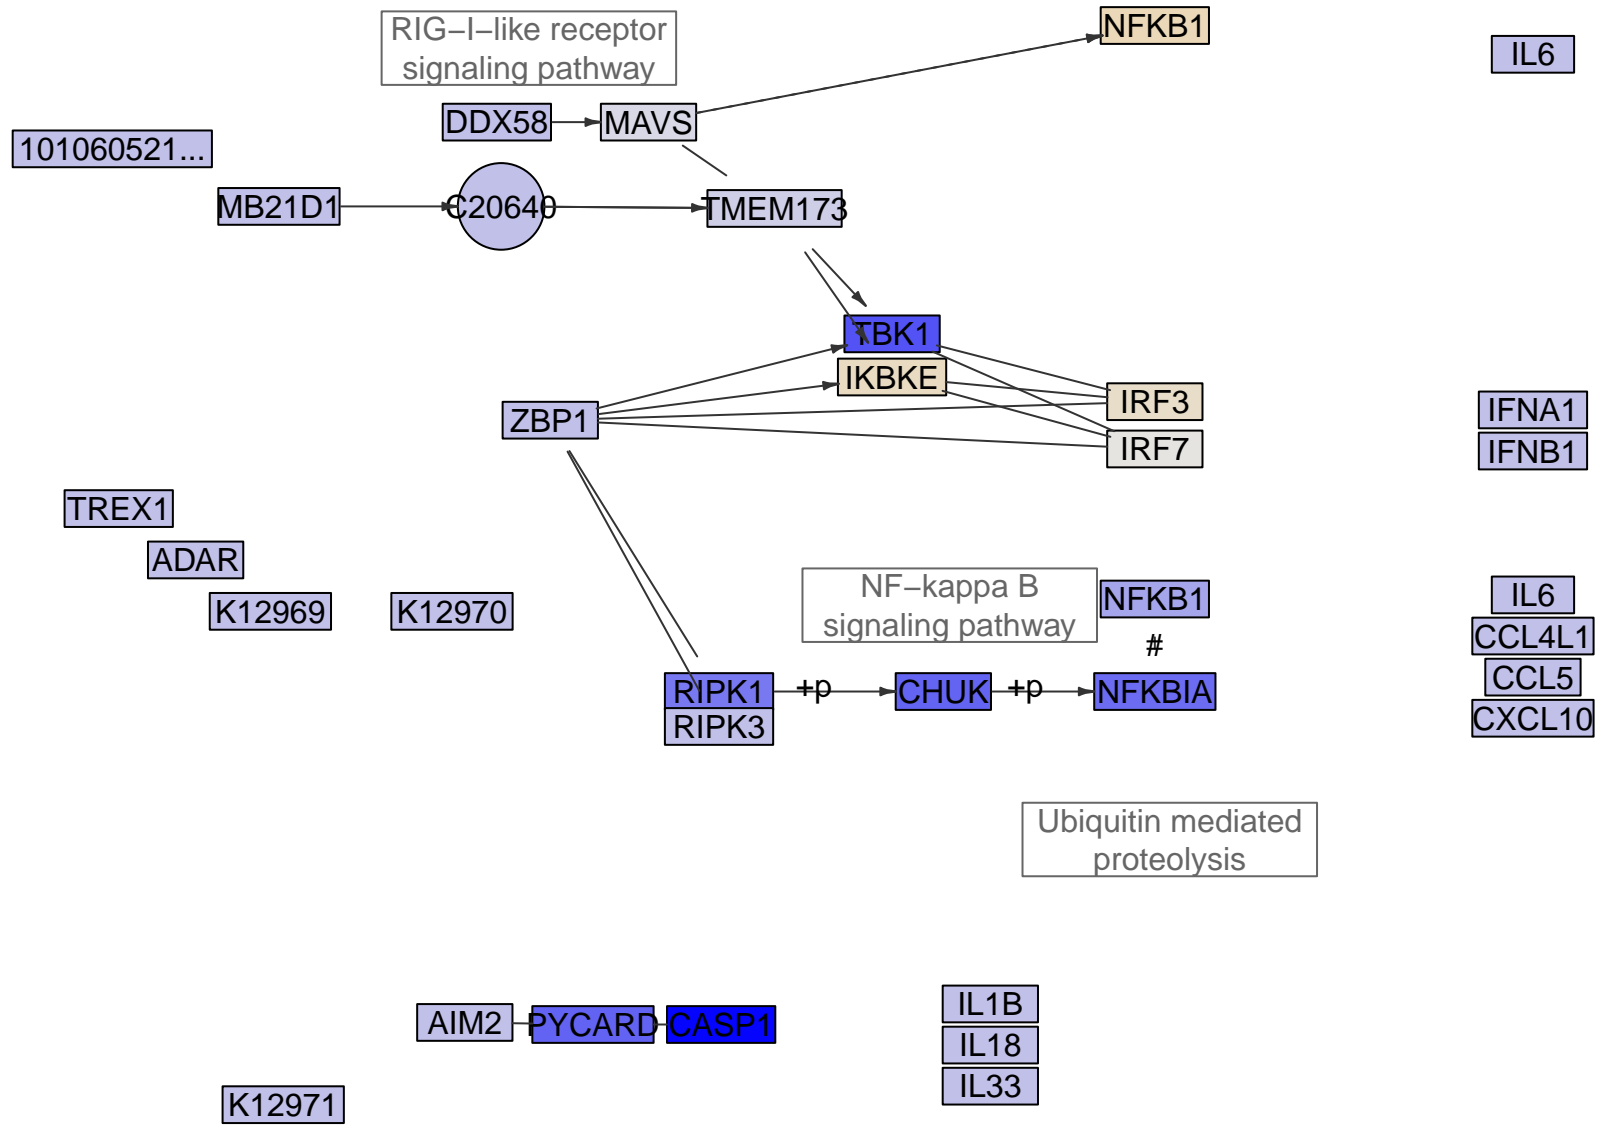 RIG−I−like receptor
signaling pathway
NFKB1
IL6
DDX58
MAVS
101060521...
MB21D1
C20640
TMEM173
TBK1
IKBKE
ZBP1
IRF3
IRF7
IFNA1
IFNB1
TREX1
ADAR
K12969
K12970
NF−kappa B
signaling pathway
NFKB1
#
IL6
CCL4L1
CCL5
CXCL10
RIPK1
+p
CHUK
+p
NFKBIA
RIPK3
Ubiquitin mediated
proteolysis
AIM2
PYCARD
CASP1
IL1B
IL18
IL33
K12971